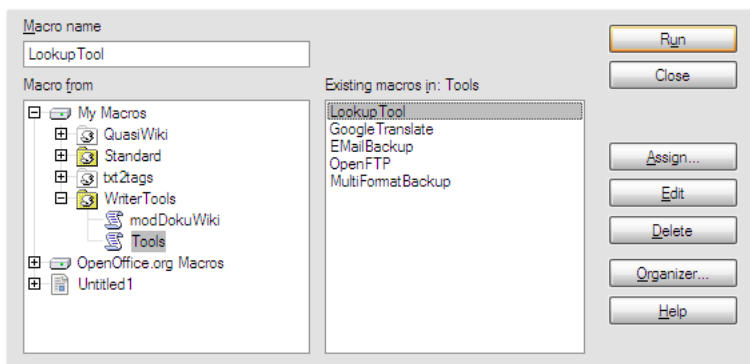 Macro name
LookupTool
Macro from
My Macros
QuasiWiki
Standard
txt2tags
WriterTools
modDokuWiki
Tools
OpenOffice.org Macros
Untitled1
Existing macros in: Tools
LookupTool
GoogleTranslate
EMailBackup
OpenFTP
MultiFormatBackup
Run
Close
Assign...
Edit
Delete
Organizer...
Help